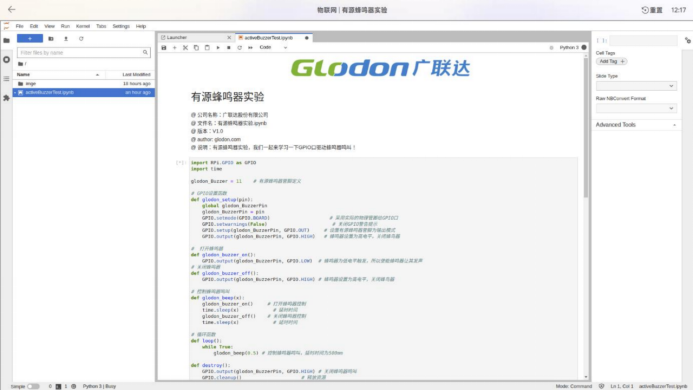 物联网 | 有源蜂鸣器实验
重置
12:17
File Edit View Run Kernel Tabs Settings Help
Launcher
activeBuzzerTest.ipynb
Code
Python 3
Filter files by name
Name
Last Modified
imge
10 hours ago
activeBuzzerTest.ipynb
an hour ago
Cell Tags
Add Tag +
Slide Type
Raw NBConvert Format
Advanced Tools
GLODON 广联达
有源蜂鸣器实验
@ 公司名称：广联达股份有限公司
@ 文件名：有源蜂鸣器实验.ipynb
@ 版本：V1.0
@ author: glodon.com
@ 说明：有源蜂鸣器实验，我们一起来学习一下GPIO口驱动蜂鸣器鸣叫！
[*]:
import RPi.GPIO as GPIO
import time
glodon_Buzzer = 11 # 有源蜂鸣器管脚定义
# GPIO设置函数
def glodon_setup(pin):
global glodon_BuzzerPin
glodon_BuzzerPin = pin
GPIO.setmode(GPIO.BOARD) # 采用实际的物理管脚给GPIO口
GPIO.setwarnings(False) # 去除GPIO警告提示
GPIO.setup(glodon_BuzzerPin, GPIO.OUT) # 设置有源蜂鸣器管脚为输出模式
GPIO.output(glodon_BuzzerPin, GPIO.HIGH) # 蜂鸣器设置为高电平，关闭蜂鸟器
# 打开蜂鸣器
def glodon_buzzer_on():
GPIO.output(glodon_BuzzerPin, GPIO.LOW) # 蜂鸣器为低电平触发，所以使能蜂鸣器让其发声
# 关闭蜂鸣器
def glodon_buzzer_off():
GPIO.output(glodon_BuzzerPin, GPIO.HIGH) # 蜂鸣器设置为高电平，关闭蜂鸟器
# 控制蜂鸣器鸣叫
def glodon_beep(x):
glodon_buzzer_on() # 打开蜂鸣器控制
time.sleep(x) # 延时时间
glodon_buzzer_off() # 关闭蜂鸣器控制
time.sleep(x) # 延时时间
# 循环函数
def loop():
while True:
glodon_beep(0.5) # 控制蜂鸣器鸣叫，延时时间为500mm
def destroy():
GPIO.output(glodon_BuzzerPin, GPIO.HIGH) # 关闭蜂鸣器鸣叫
GPIO.cleanup() # 释放资源
Simple
0
1
Python 3 | Busy
Mode: Command
Ln 1, Col 1
activeBuzzerTest.ipynb